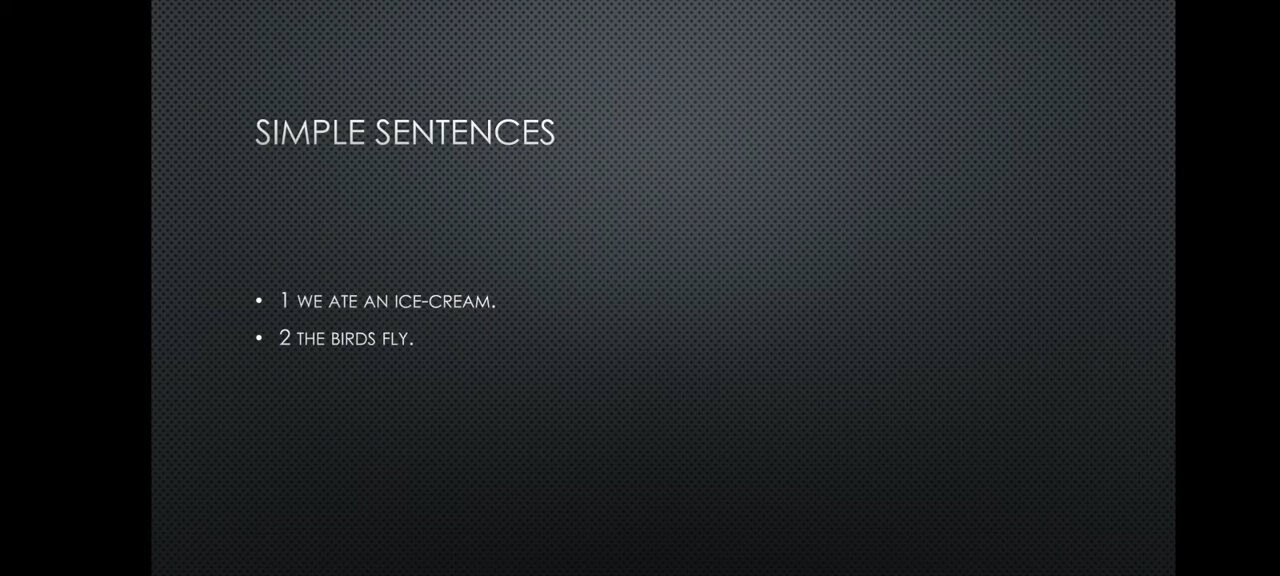 SIMPLE SENTENCES
• 1 WE ATE AN ICE-CREAM.
• 2 THE BIRDS FLY.